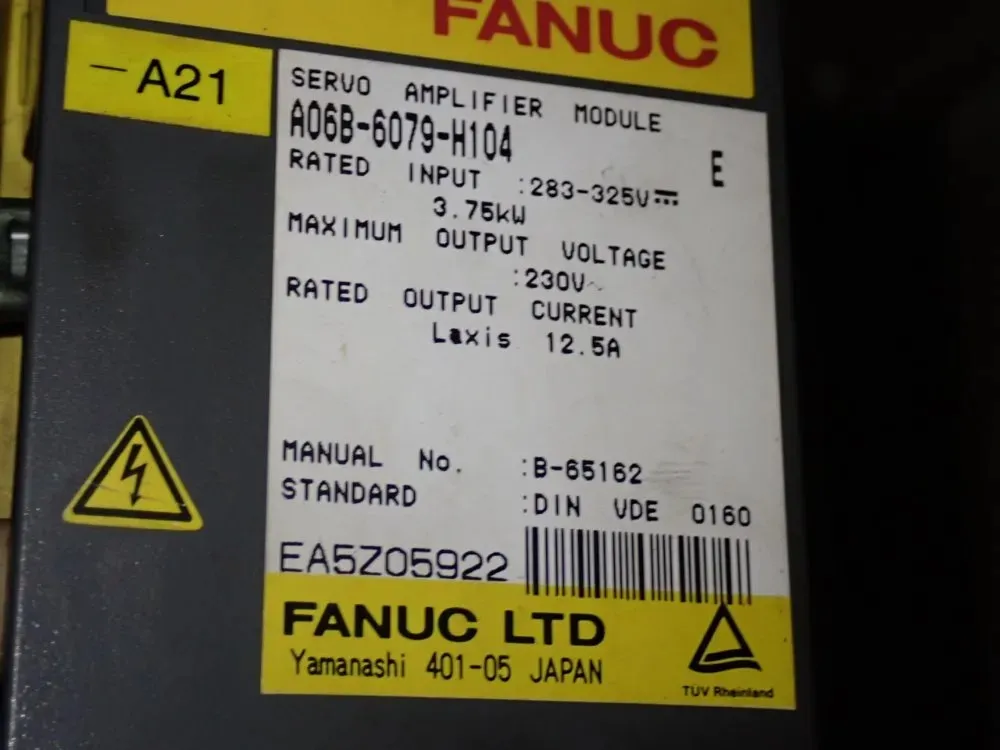 FANUC
-A21
SERVO AMPLIFIER MODULE
A06B-6079-H104 E
RATED INPUT :283-325V⎓
3.75kW
MAXIMUM OUTPUT VOLTAGE
:230V~
RATED OUTPUT CURRENT
Laxis 12.5A
MANUAL No. :B-65162
STANDARD :DIN VDE 0160
EA5Z05922
FANUC LTD
Yamanashi 401-05 JAPAN
TÜV Rheinland